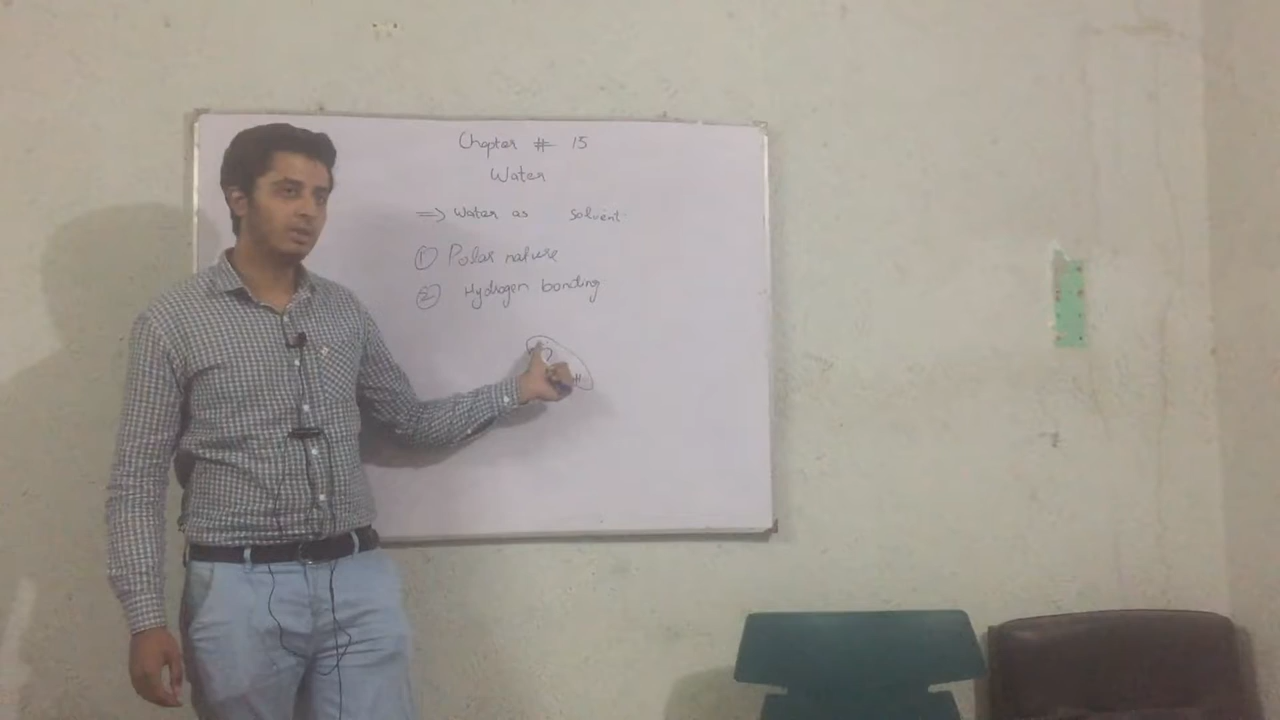 Chapter # 15
Water
⇒ Water as solvent
① Polar nature
② Hydrogen bonding
H